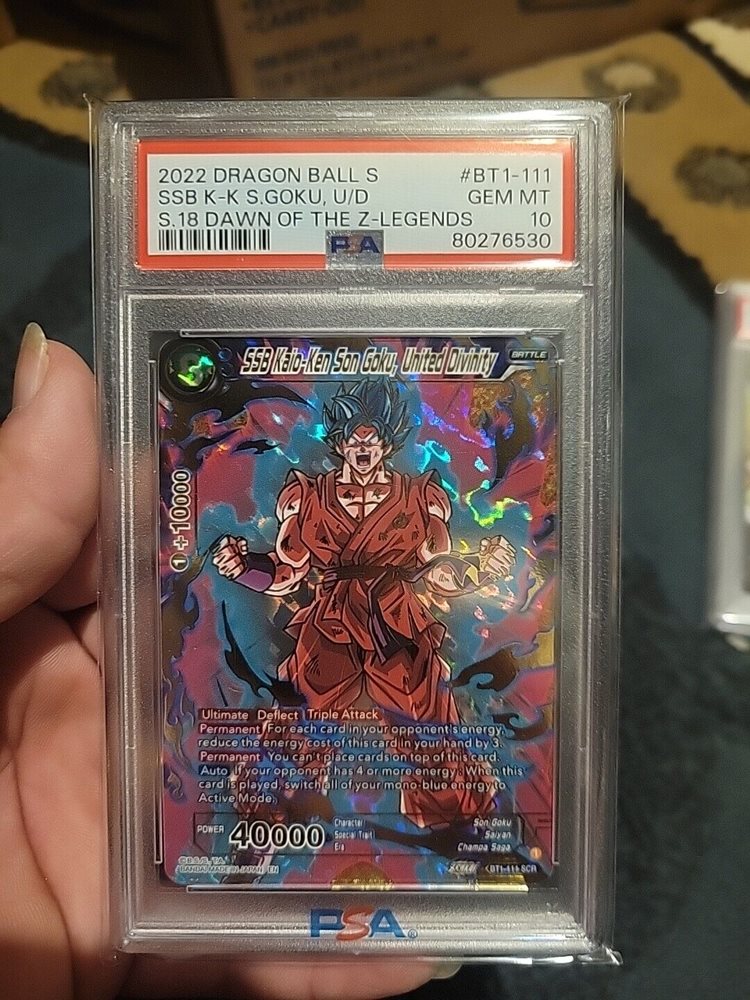 2022 DRAGON BALL S #BT1-111
SSB K-K S.GOKU, U/D GEM MT
S.18 DAWN OF THE Z-LEGENDS 10
80276530
PSA
SSB Kaio-Ken Son Goku, United Divinity BATTLE
1 +10000
Ultimate Deflect Triple Attack
Permanent For each card in your opponent's energy,
reduce the energy cost of this card in your hand by 3.
Permanent You can't place cards on top of this card.
Auto If your opponent has 4 or more energy: When this
card is played, switch all of your mono-blue energy to
Active Mode.
POWER 40000
Character Son Goku
Special Trait Saiyan
Era Champa Saga
©B.S./S., T.A.
BANDAI MADE IN JAPAN EN
BT1-111 SCR
PSA